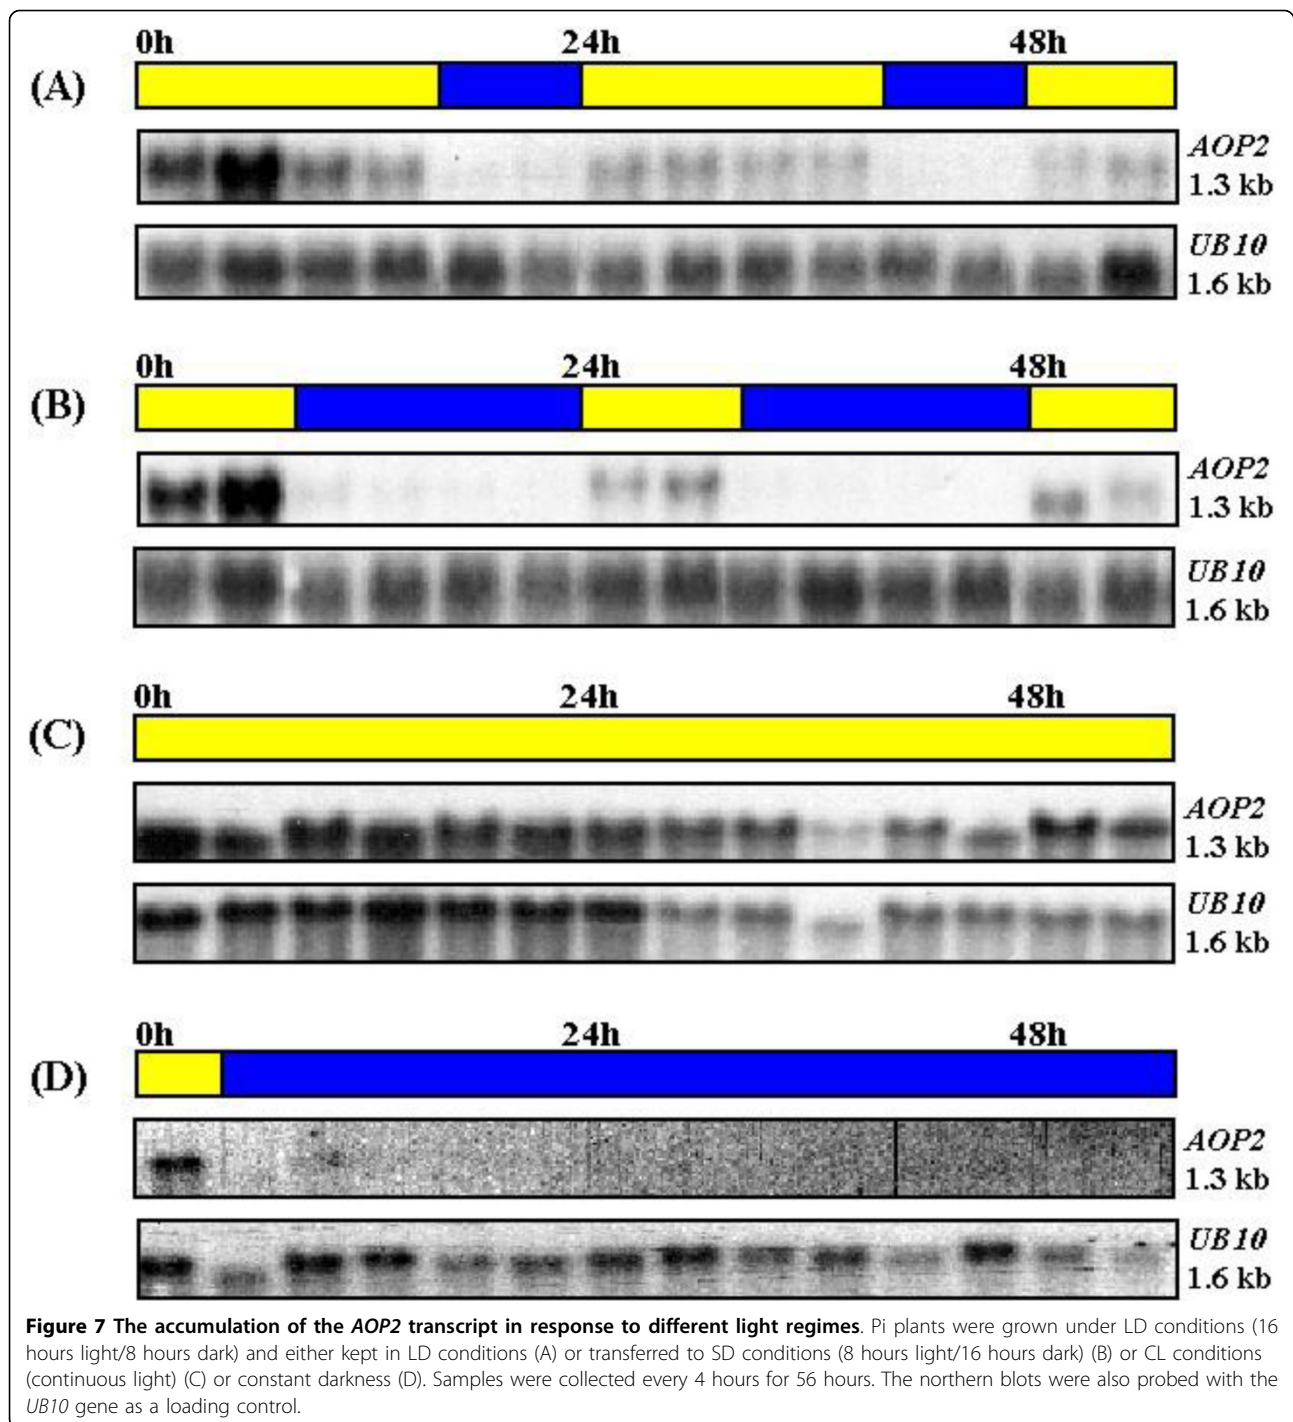 0h 24h 48h
(A)
AOP2
1.3 kb
UB10
1.6 kb
0h 24h 48h
(B)
AOP2
1.3 kb
UB10
1.6 kb
0h 24h 48h
(C)
AOP2
1.3 kb
UB10
1.6 kb
0h 24h 48h
(D)
AOP2
1.3 kb
UB10
1.6 kb
Figure 7 The accumulation of the AOP2 transcript in response to different light regimes. Pi plants were grown under LD conditions (16
hours light/8 hours dark) and either kept in LD conditions (A) or transferred to SD conditions (8 hours light/16 hours dark) (B) or CL conditions
(continuous light) (C) or constant darkness (D). Samples were collected every 4 hours for 56 hours. The northern blots were also probed with the
UB10 gene as a loading control.